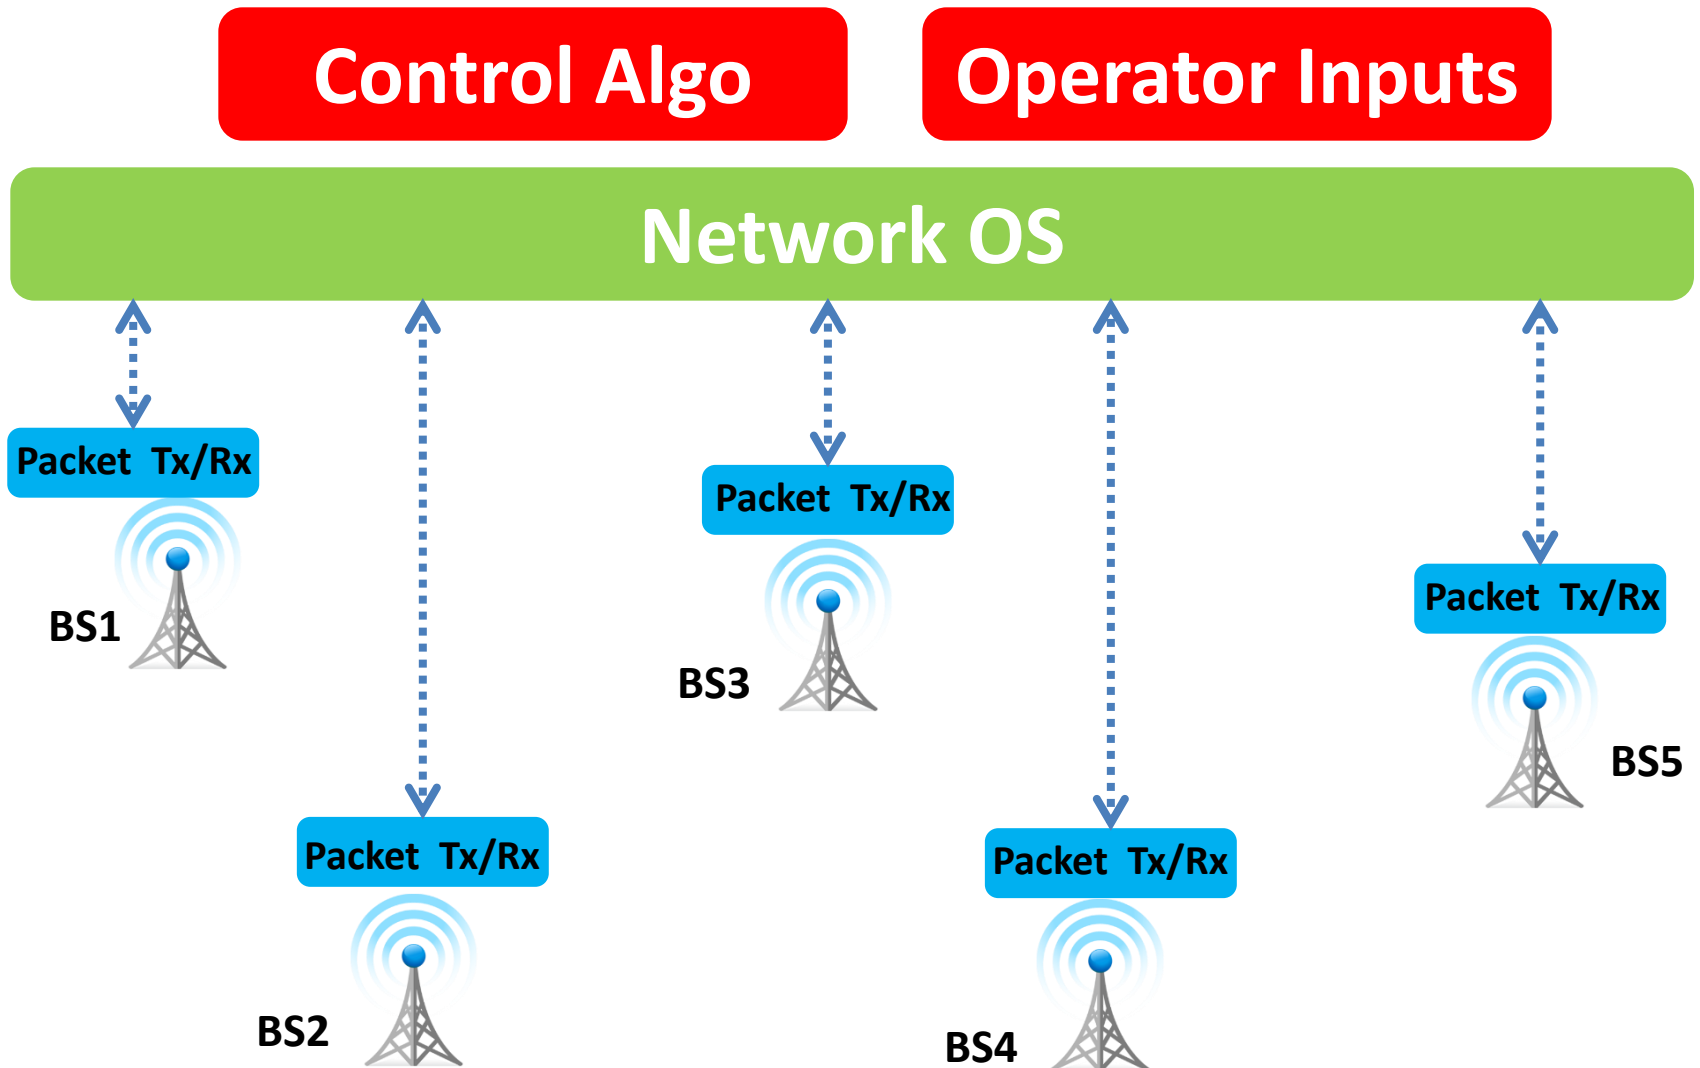 Control Algo
Operator Inputs
Network OS
Packet Tx/Rx
BS1
Packet Tx/Rx
BS3
Packet Tx/Rx
BS5
Packet Tx/Rx
BS2
Packet Tx/Rx
BS4